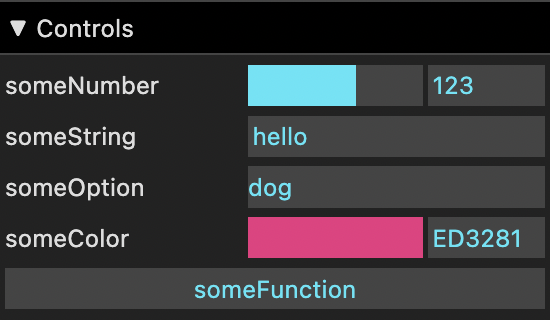 ▼ Controls
someNumber 123
someString hello
someOption dog
someColor ED3281
someFunction